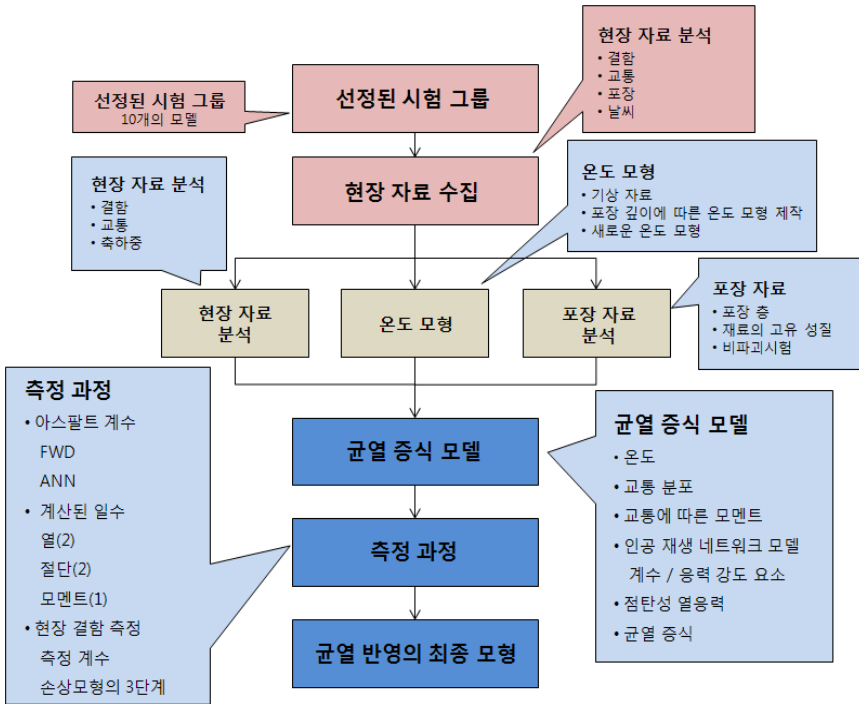 현장 자료 분석
• 결함
• 교통
• 포장
• 날씨
선정된 시험 그룹
10개의 모델
선정된 시험 그룹
현장 자료 분석
• 결함
• 교통
• 축하중
현장 자료 수집
온도 모형
• 기상 자료
• 포장 깊이에 따른 온도 모형 제작
• 새로운 온도 모형
현장 자료
분석
온도 모형
포장 자료
분석
포장 자료
• 포장 층
• 재료의 고유 성질
• 비파괴시험
측정 과정
• 아스팔트 계수
FWD
ANN
• 계산된 일수
열(2)
절단(2)
모멘트(1)
• 현장 결함 측정
측정 계수
손상모형의 3단계
균열 증식 모델
측정 과정
균열 반영의 최종 모형
균열 증식 모델
• 온도
• 교통 분포
• 교통에 따른 모멘트
• 인공 재생 네트워크 모델
계수 / 응력 강도 요소
• 점탄성 열응력
• 균열 증식